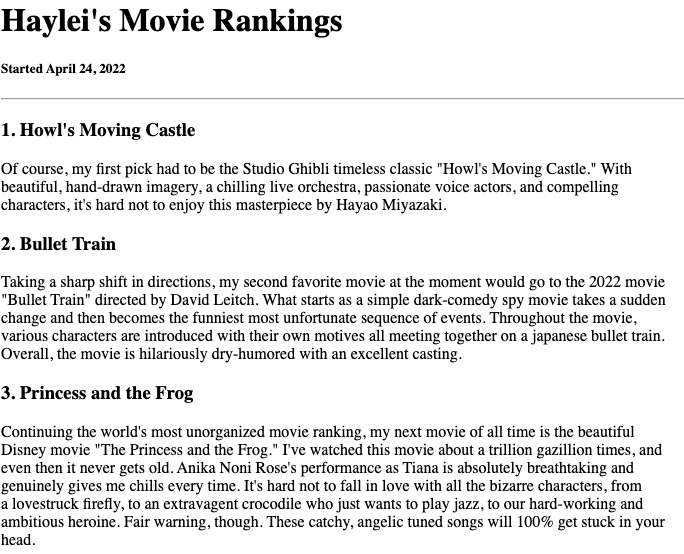 Haylei's Movie Rankings
Started April 24, 2022
1. Howl's Moving Castle
Of course, my first pick had to be the Studio Ghibli timeless classic "Howl's Moving Castle." With
beautiful, hand-drawn imagery, a chilling live orchestra, passionate voice actors, and compelling
characters, it's hard not to enjoy this masterpiece by Hayao Miyazaki.
2. Bullet Train
Taking a sharp shift in directions, my second favorite movie at the moment would go to the 2022 movie
"Bullet Train" directed by David Leitch. What starts as a simple dark-comedy spy movie takes a sudden
change and then becomes the funniest most unfortunate sequence of events. Throughout the movie,
various characters are introduced with their own motives all meeting together on a japanese bullet train.
Overall, the movie is hilariously dry-humored with an excellent casting.
3. Princess and the Frog
Continuing the world's most unorganized movie ranking, my next movie of all time is the beautiful
Disney movie "The Princess and the Frog." I've watched this movie about a trillion gazillion times, and
even then it never gets old. Anika Noni Rose's performance as Tiana is absolutely breathtaking and
genuinely gives me chills every time. It's hard not to fall in love with all the bizarre characters, from
a lovestruck firefly, to an extravagent crocodile who just wants to play jazz, to our hard-working and
ambitious heroine. Fair warning, though. These catchy, angelic tuned songs will 100% get stuck in your
head.